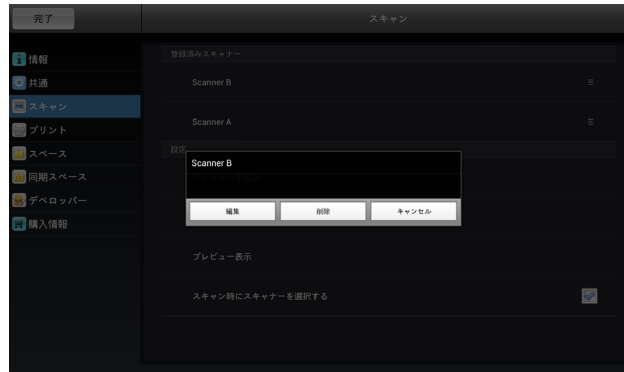 完了
スキャン
情報
共通
スキャン
プリント
スペース
同期スペース
デベロッパー
購入情報
登録済みスキャナー
Scanner B
Scanner A
設定
Scanner B
編集
削除
キャンセル
プレビュー表示
スキャン時にスキャナーを選択する